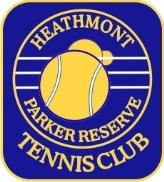 HEATHMONT
PARKER RESERVE
TENNIS CLUB